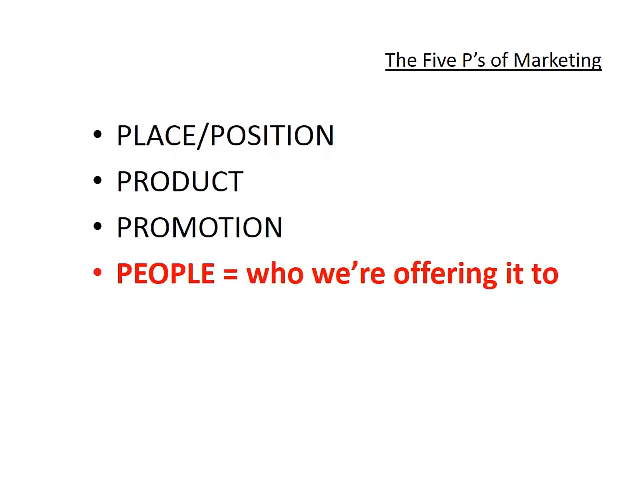 The Five P's of Marketing
• PLACE/POSITION
• PRODUCT
• PROMOTION
• PEOPLE = who we’re offering it to